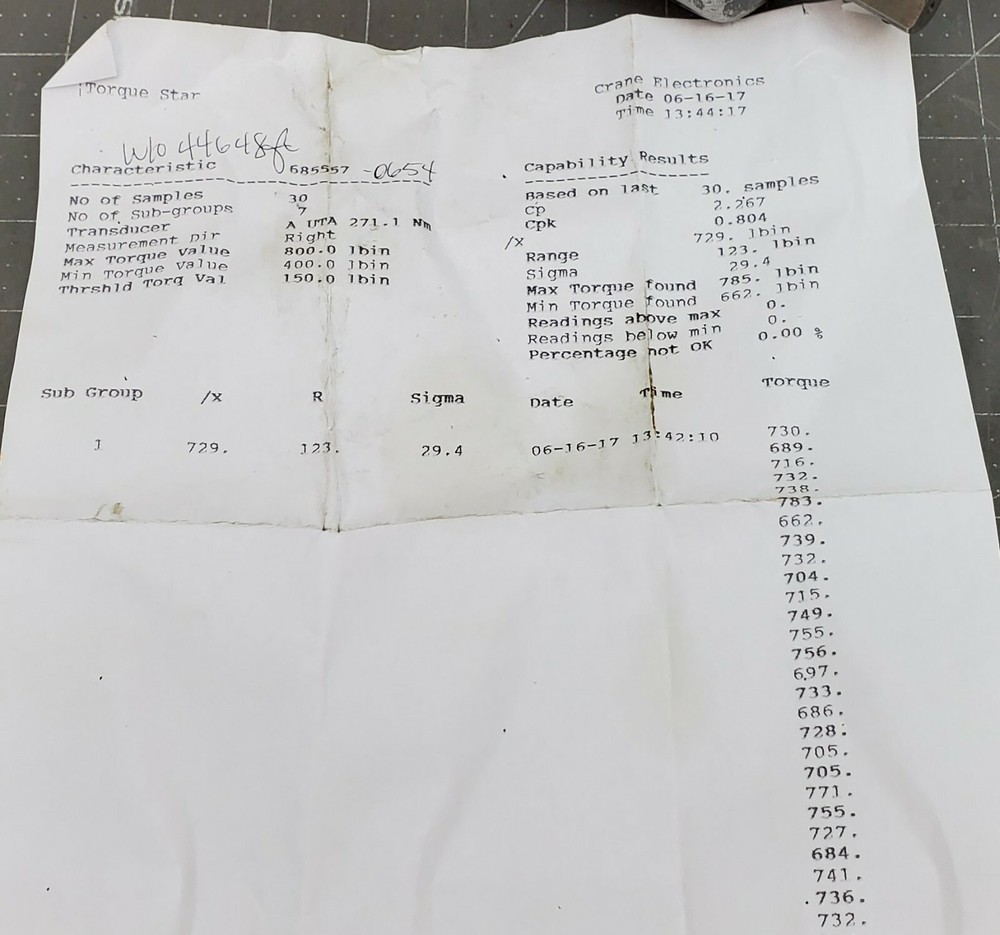 iTorque Star
Crane Electronics
Date 06-16-17
Time 13:44:17
W/O 44648
Characteristic 685557 -0654
No of Samples 30
No of Sub-groups 7
Transducer A UTA 271.1 Nm
Measurement Dir Right
Max Torque Value 800.0 lbin
Min Torque Value 400.0 lbin
Thrshld Torq Val 150.0 lbin
Capability Results
Based on last 30. samples
Cp 2.267
Cpk 0.804
/X 729. lbin
Range 123. lbin
Sigma 29.4
Max Torque found 785. lbin
Min Torque found 662. lbin
Readings above max 0.
Readings below min 0.
Percentage not OK 0.00 %
Sub Group /X R Sigma Date Time Torque
1 729. 123. 29.4 06-16-17 13:42:10 730.
689.
716.
732.
738.
783.
662.
739.
732.
704.
715.
749.
755.
756.
697.
733.
686.
728.
705.
705.
771.
755.
727.
684.
741.
736.
732.